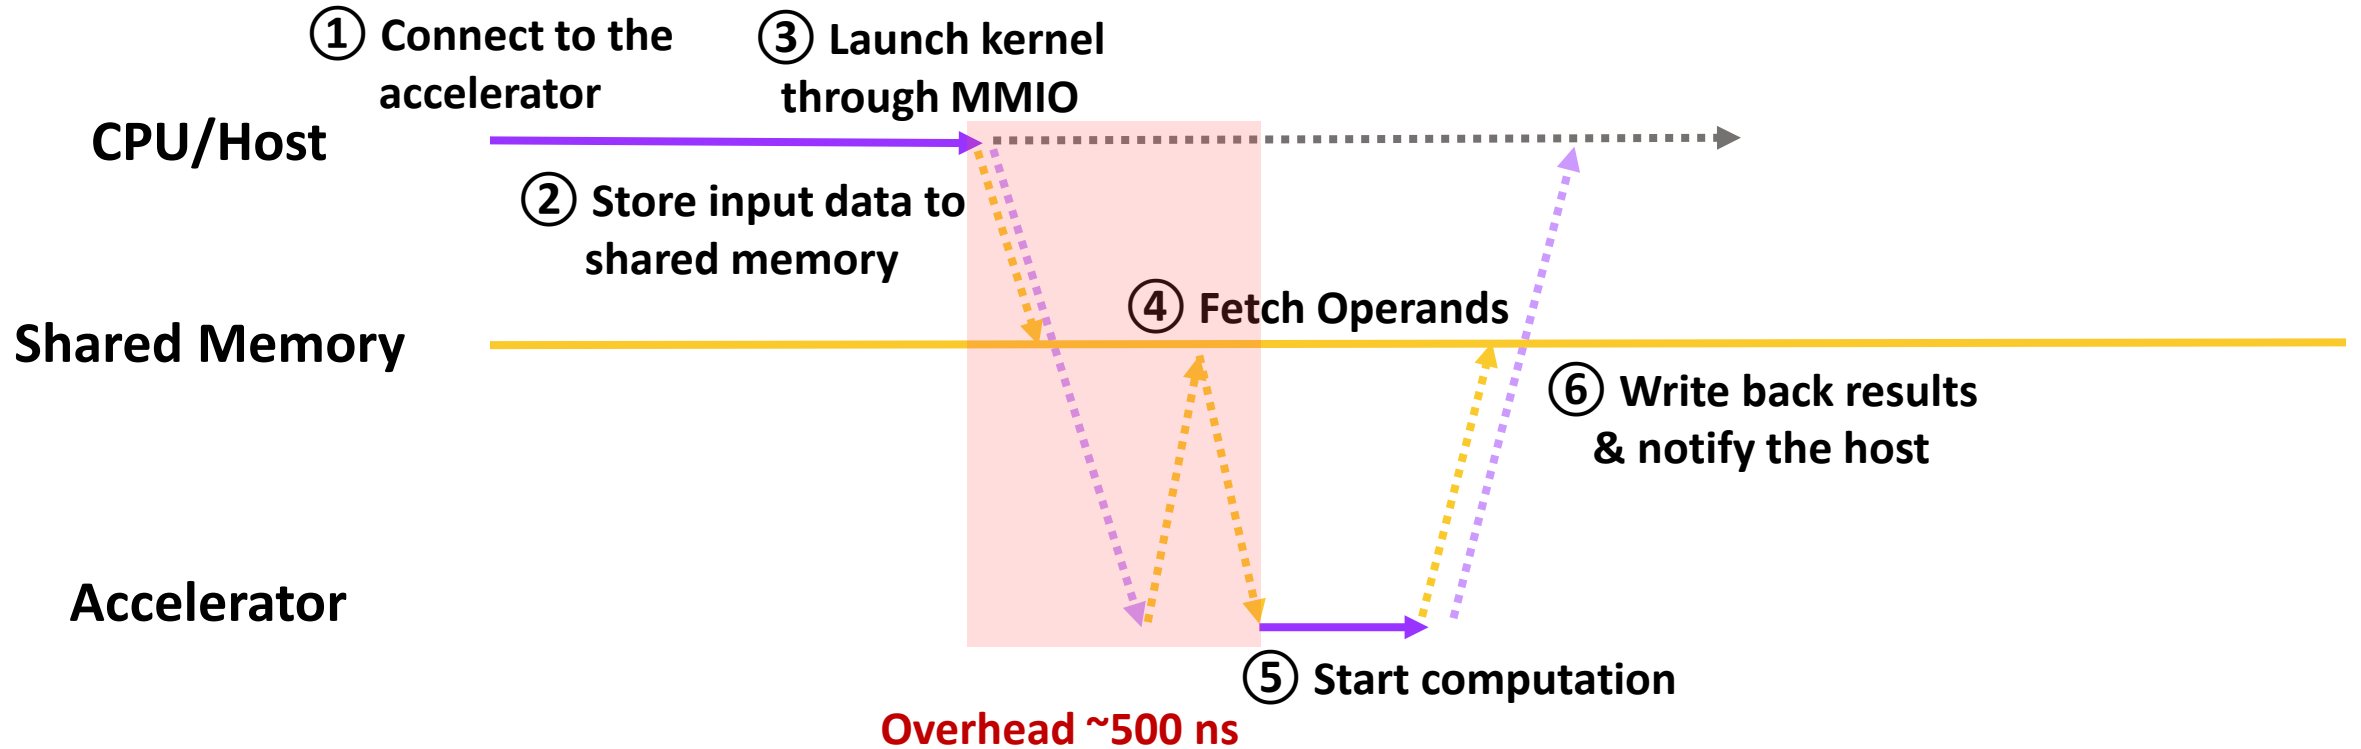 ① Connect to the
accelerator
③ Launch kernel
through MMIO
CPU/Host
② Store input data to
shared memory
④ Fetch Operands
Shared Memory
⑥ Write back results
& notify the host
Accelerator
⑤ Start computation
Overhead ~500 ns